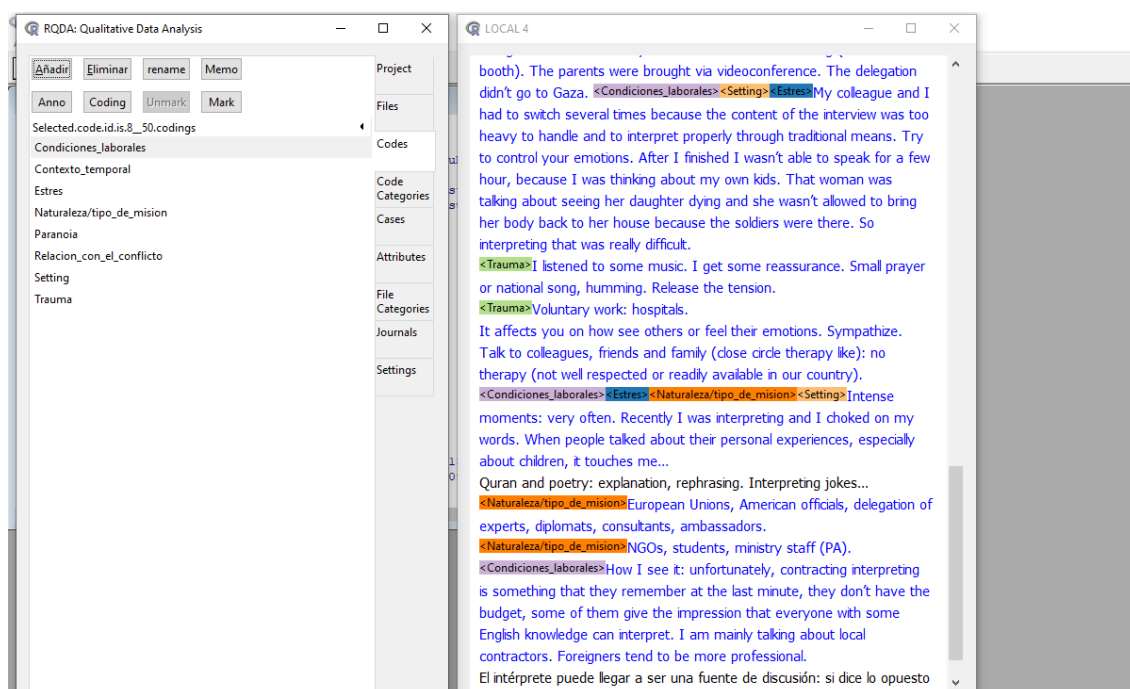 RQDA: Qualitative Data Analysis
Añadir Eliminar rename Memo
Anno Coding Unmark Mark
Selected.code.id.is.8__50.codings
Condiciones_laborales
Contexto_temporal
Estres
Naturaleza/tipo_de_mision
Paranoia
Relacion_con_el_conflicto
Setting
Trauma
Project
Files
Codes
Code
Categories
Cases
Attributes
File
Categories
Journals
Settings
LOCAL 4
booth). The parents were brought via videoconference. The delegation
didn't go to Gaza. <Condiciones_laborales><Setting><Estres>My colleague and I
had to switch several times because the content of the interview was too
heavy to handle and to interpret properly through traditional means. Try
to control your emotions. After I finished I wasn't able to speak for a few
hour, because I was thinking about my own kids. That woman was
talking about seeing her daughter dying and she wasn't allowed to bring
her body back to her house because the soldiers were there. So
interpreting that was really difficult.
<Trauma>I listened to some music. I get some reassurance. Small prayer
or national song, humming. Release the tension.
<Trauma>Voluntary work: hospitals.
It affects you on how see others or feel their emotions. Sympathize.
Talk to colleagues, friends and family (close circle therapy like): no
therapy (not well respected or readily available in our country).
<Condiciones_laborales><Estres><Naturaleza/tipo_de_mision><Setting>Intense
moments: very often. Recently I was interpreting and I choked on my
words. When people talked about their personal experiences, especially
about children, it touches me...
Quran and poetry: explanation, rephrasing. Interpreting jokes...
<Naturaleza/tipo_de_mision>European Unions, American officials, delegation of
experts, diplomats, consultants, ambassadors.
<Naturaleza/tipo_de_mision>NGOs, students, ministry staff (PA).
<Condiciones_laborales>How I see it: unfortunately, contracting interpreting
is something that they remember at the last minute, they don't have the
budget, some of them give the impression that everyone with some
English knowledge can interpret. I am mainly talking about local
contractors. Foreigners tend to be more professional.
El intérprete puede llegar a ser una fuente de discusión: si dice lo opuesto